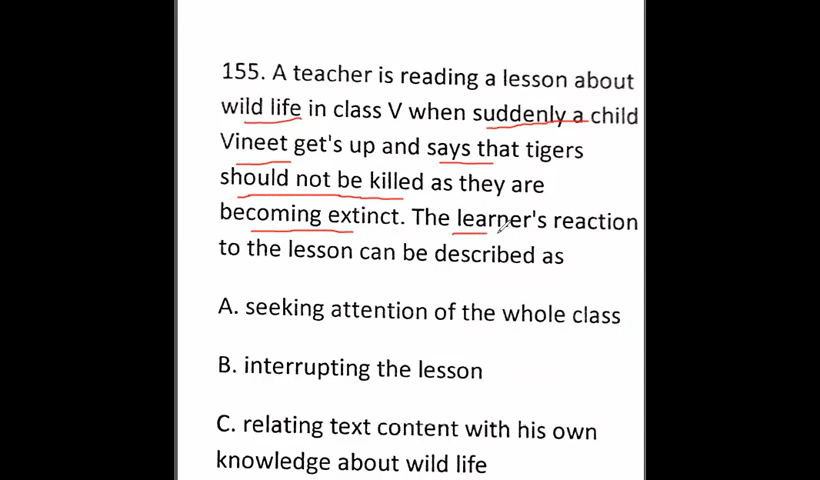 155. A teacher is reading a lesson about
wild life in class V when suddenly a child
Vineet get's up and says that tigers
should not be killed as they are
becoming extinct. The learner's reaction
to the lesson can be described as
A. seeking attention of the whole class
B. interrupting the lesson
C. relating text content with his own
knowledge about wild life